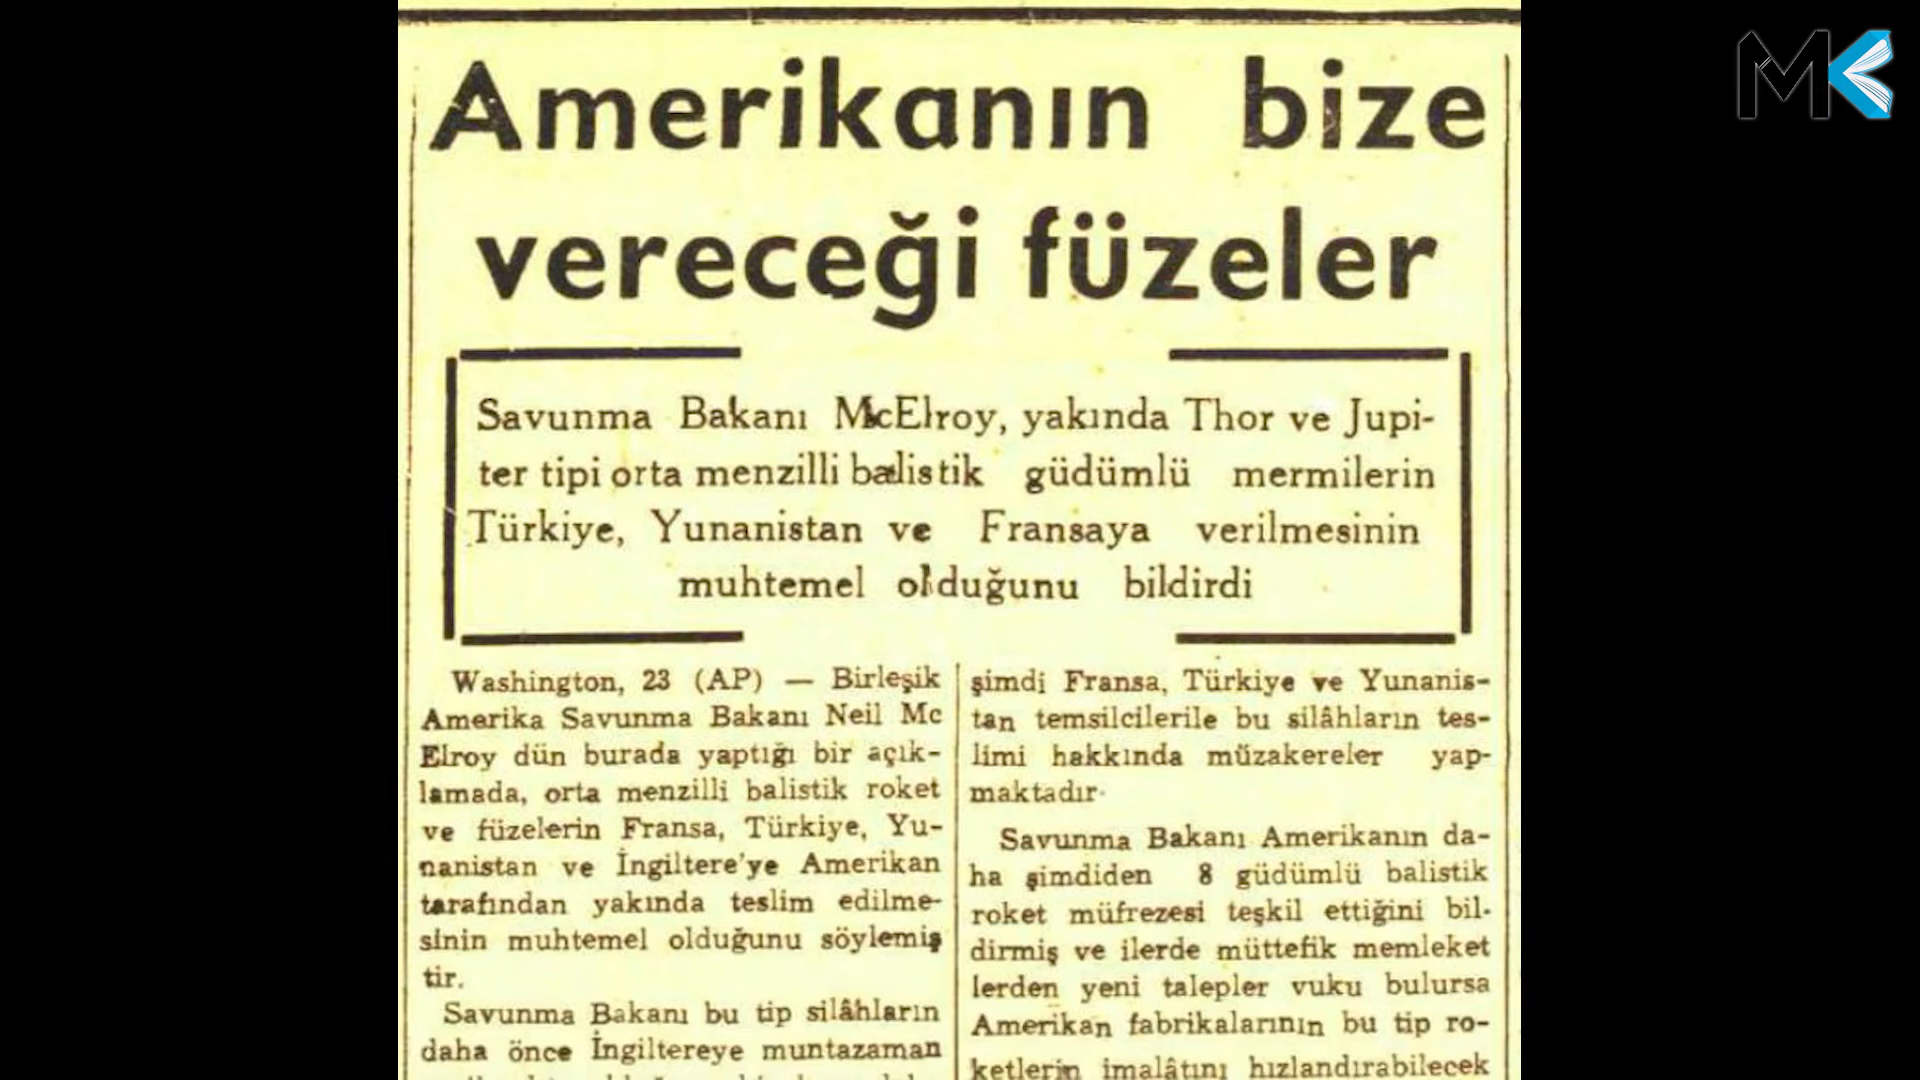 MK
Amerikanın bize
vereceği füzeler
Savunma Bakanı McElroy, yakında Thor ve Jupi-
ter tipi orta menzilli balistik güdümlü mermilerin
Türkiye, Yunanistan ve Fransaya verilmesinin
muhtemel olduğunu bildirdi
Washington, 23 (AP) — Birleşik
Amerika Savunma Bakanı Neil Mc
Elroy dün burada yaptığı bir açık-
lamada, orta menzilli balistik roket
ve füzelerin Fransa, Türkiye, Yu-
nanistan ve İngiltere'ye Amerikan
tarafından yakında teslim edilme-
sinin muhtemel olduğunu söylemiş
tir.
Savunma Bakanı bu tip silâhların
daha önce İngiltereye muntazaman
şimdi Fransa, Türkiye ve Yunanis-
tan temsilcilerile bu silâhların tes-
limi hakkında müzakereler yap-
maktadır.
Savunma Bakanı Amerikanın da-
ha şimdiden 8 güdümlü balistik
roket müfrezesi teşkil ettiğini bil-
dirmiş ve ilerde müttefik memleket
lerden yeni talepler vuku bulursa
Amerikan fabrikalarının bu tip ro-
ketlerin imalâtını hızlandırabilecek